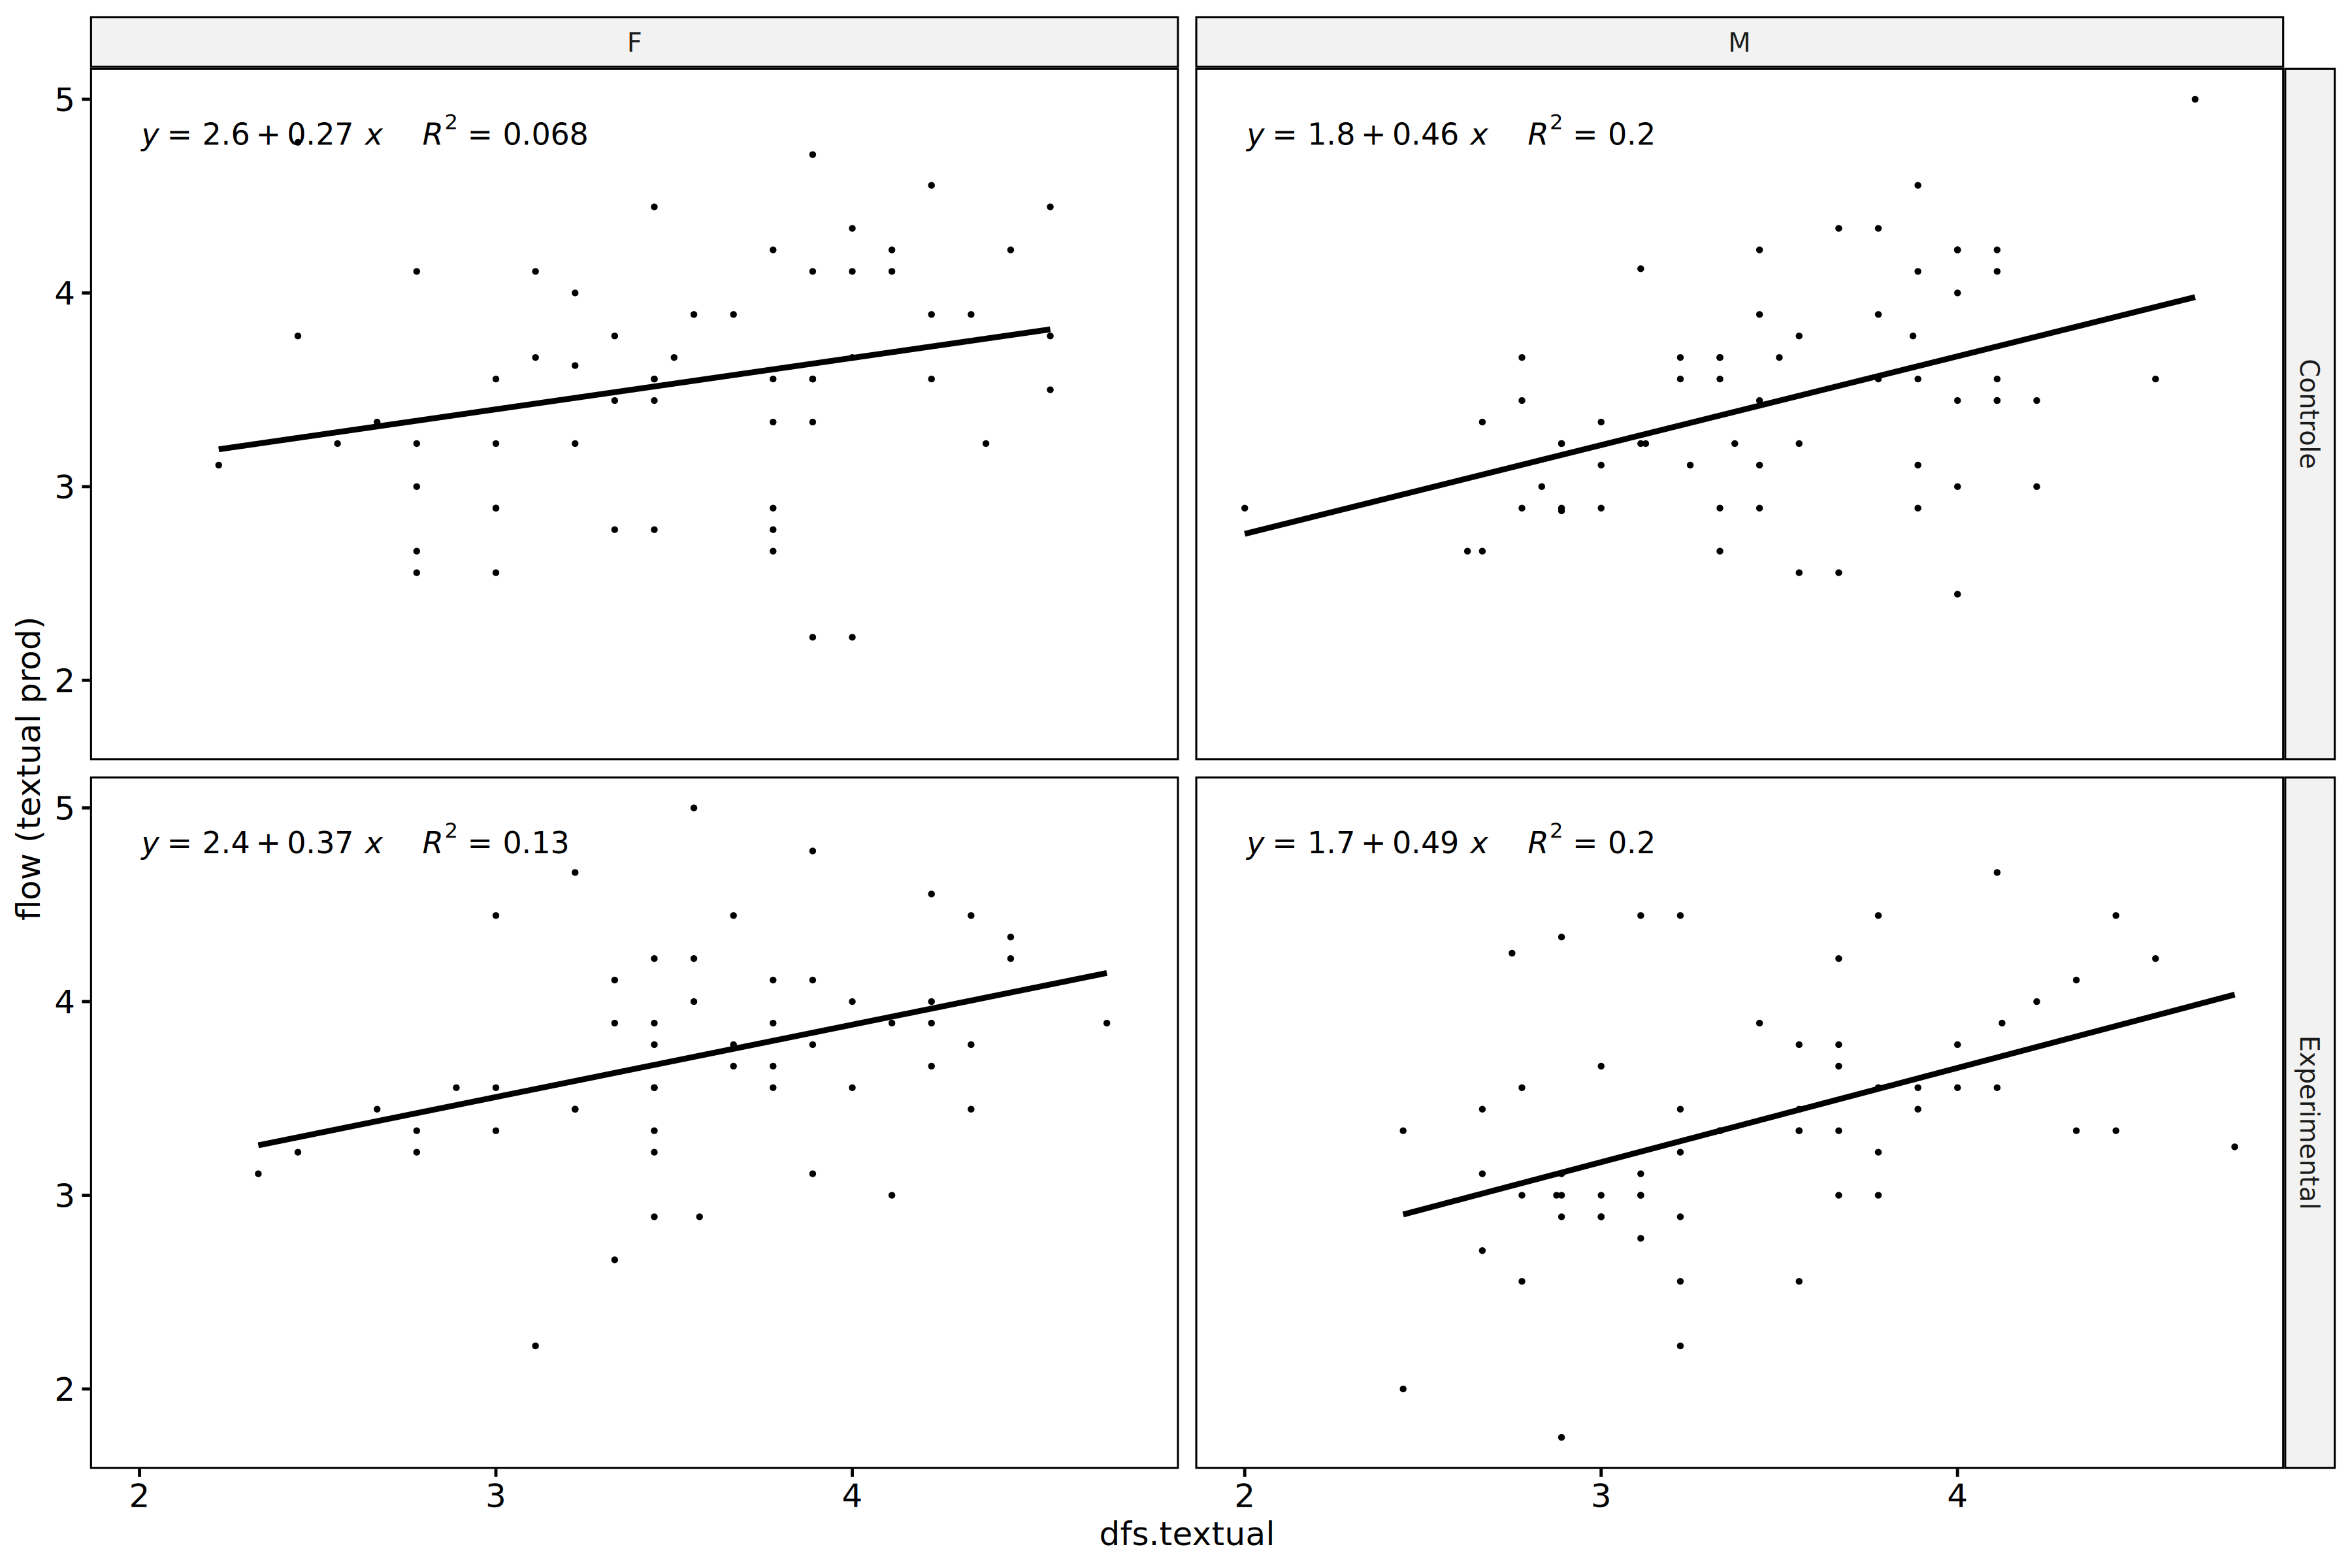 F
M
5
y = 2.6 + 0.27 x R² = 0.068
y = 1.8 + 0.46 x R² = 0.2
4
3
2
Controle
flow (textual prod)
5
y = 2.4 + 0.37 x R² = 0.13
y = 1.7 + 0.49 x R² = 0.2
4
3
2
Experimental
2 3 4
2 3 4
dfs.textual